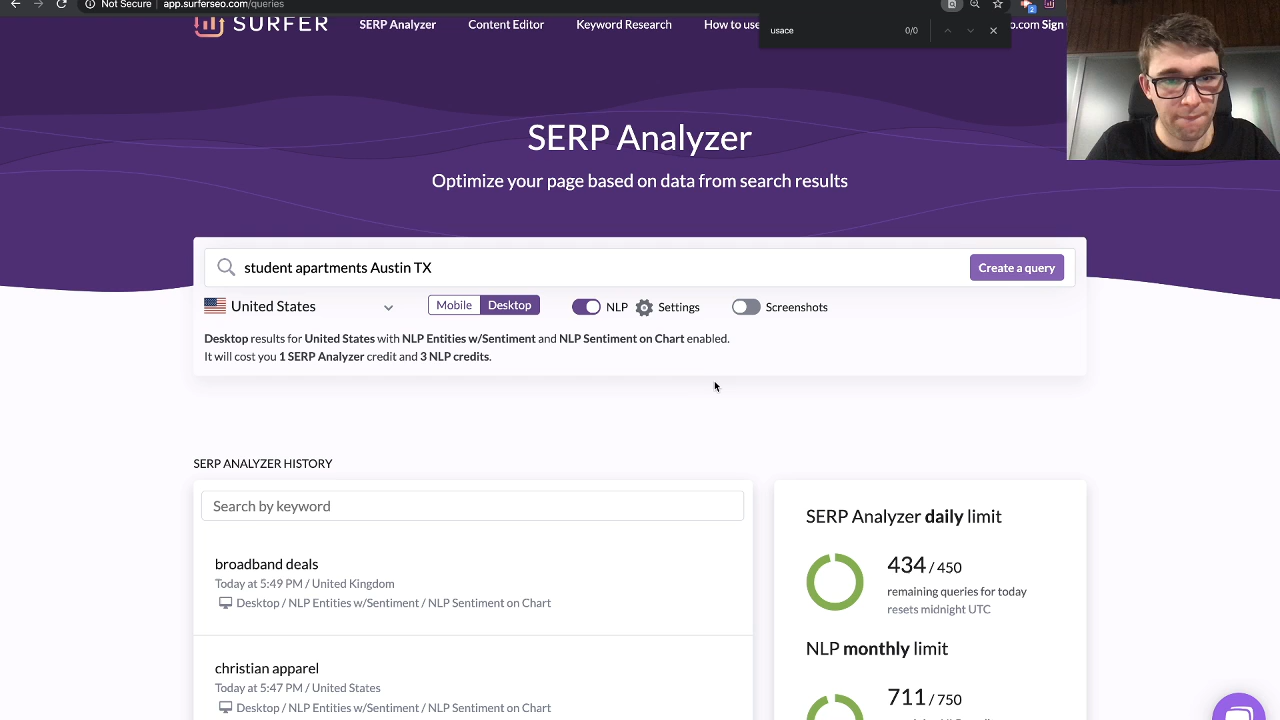 Not Secure | app.surferseo.com/queries
SURFER SERP Analyzer Content Editor Keyword Research How to use
usace 0/0
o.com Sign
SERP Analyzer
Optimize your page based on data from search results
student apartments Austin TX
Create a query
United States Mobile Desktop NLP Settings Screenshots
Desktop results for United States with NLP Entities w/Sentiment and NLP Sentiment on Chart enabled.
It will cost you 1 SERP Analyzer credit and 3 NLP credits.
SERP ANALYZER HISTORY
Search by keyword
broadband deals
Today at 5:49 PM / United Kingdom
Desktop / NLP Entities w/Sentiment / NLP Sentiment on Chart
christian apparel
Today at 5:47 PM / United States
Desktop / NLP Entities w/Sentiment / NLP Sentiment on Chart
SERP Analyzer daily limit
434 / 450
remaining queries for today
resets midnight UTC
NLP monthly limit
711 / 750